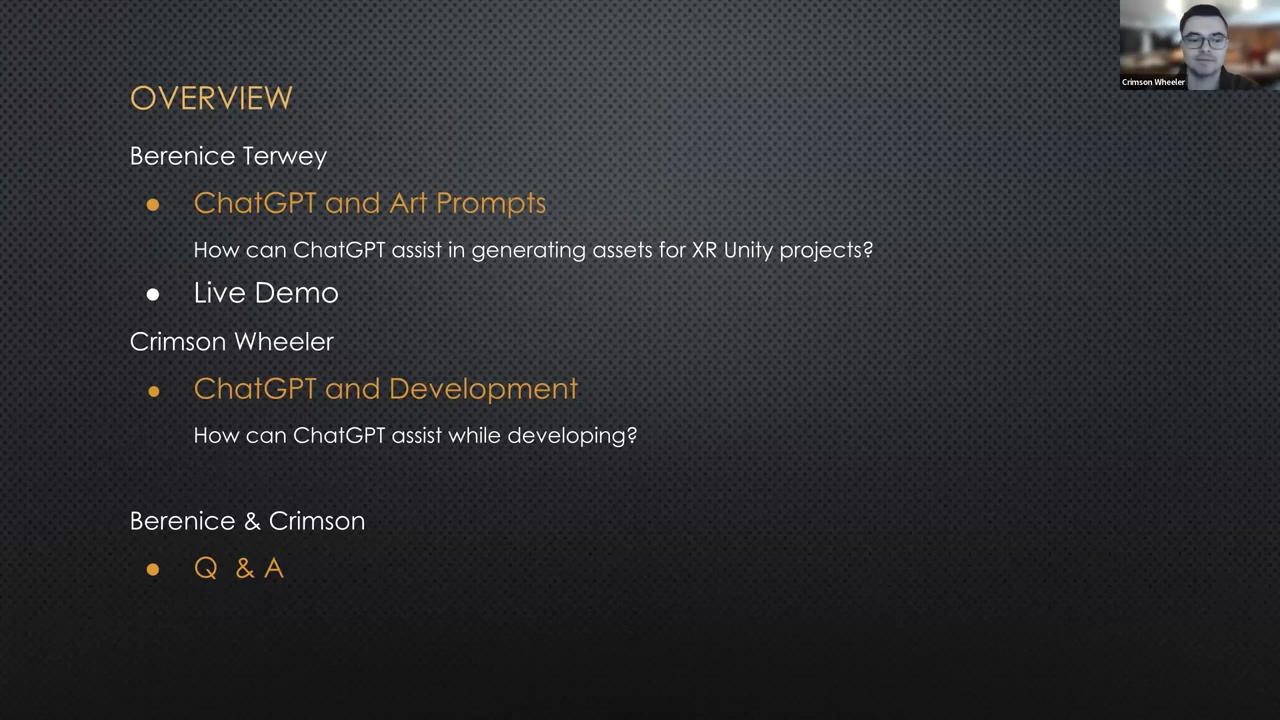 Crimson Wheeler
OVERVIEW
Berenice Terwey
● ChatGPT and Art Prompts
How can ChatGPT assist in generating assets for XR Unity projects?
● Live Demo
Crimson Wheeler
● ChatGPT and Development
How can ChatGPT assist while developing?
Berenice & Crimson
● Q & A